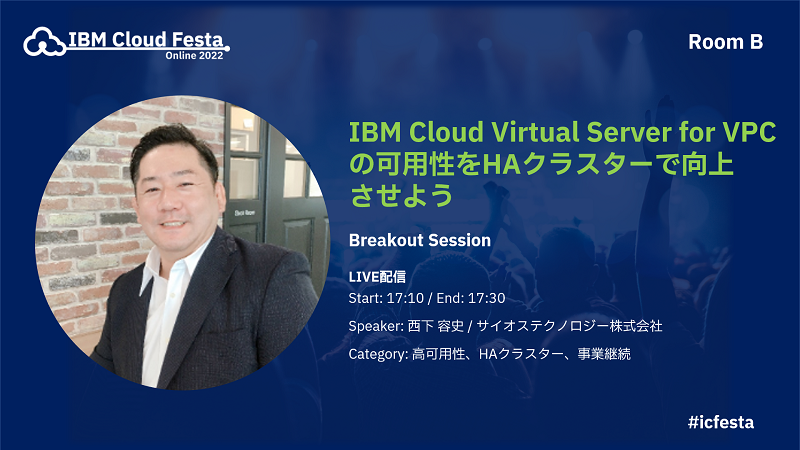 IBM Cloud Festa
Online 2022
Room B
IBM Cloud Virtual Server for VPC
の可用性をHAクラスターで向上
させよう
Breakout Session
LIVE配信
Start: 17:10 / End: 17:30
Speaker: 西下 容史 / サイオステクノロジー株式会社
Category: 高可用性、HAクラスター、事業継続
#icfesta